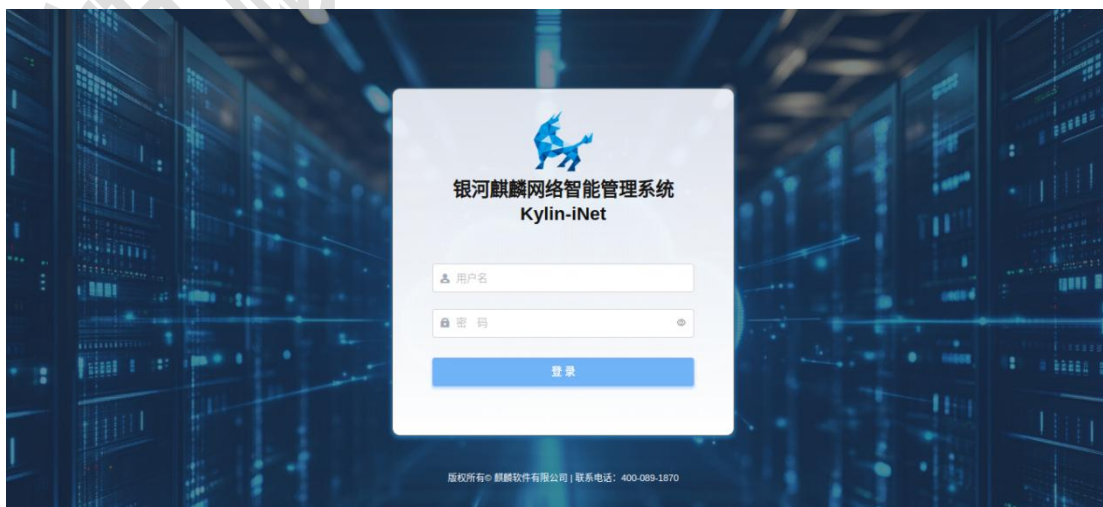 银河麒麟网络智能管理系统
Kylin-iNet
用户名
密 码
登录
版权所有© 麒麟软件有限公司 | 联系电话：400-089-1870